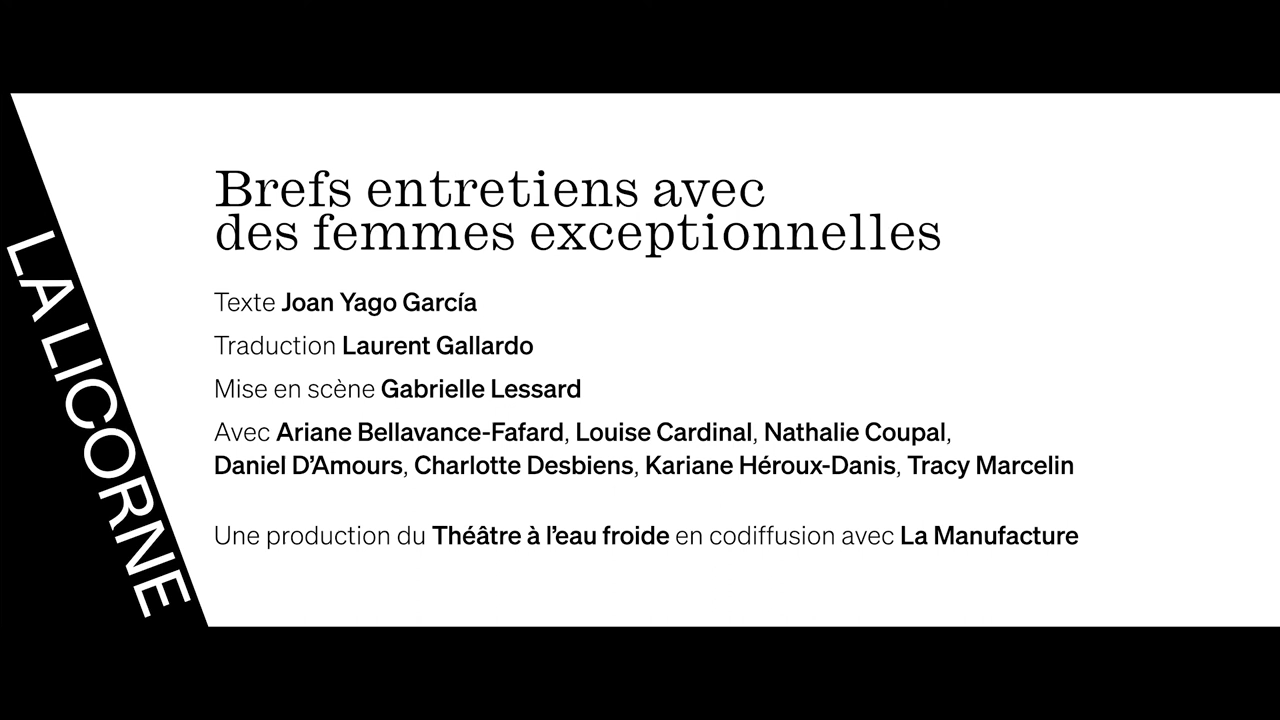 LA LICORNE
Brefs entretiens avec
des femmes exceptionnelles
Texte Joan Yago García
Traduction Laurent Gallardo
Mise en scène Gabrielle Lessard
Avec Ariane Bellavance-Fafard, Louise Cardinal, Nathalie Coupal,
Daniel D’Amours, Charlotte Desbiens, Kariane Héroux-Danis, Tracy Marcelin
Une production du Théâtre à l’eau froide en codiffusion avec La Manufacture